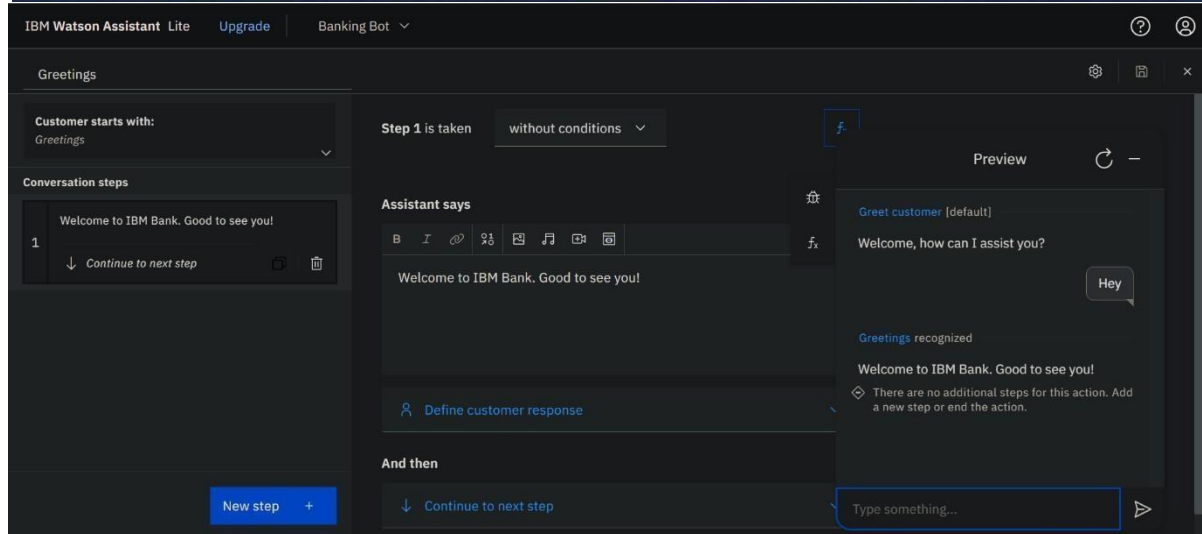 IBM Watson Assistant Lite Upgrade Banking Bot
Greetings
Customer starts with:
Greetings
Conversation steps
1
Welcome to IBM Bank. Good to see you!
Continue to next step
New step +
Step 1 is taken without conditions
Assistant says
B I
Welcome to IBM Bank. Good to see you!
Define customer response
And then
Continue to next step
fx
Preview
Greet customer [default]
Welcome, how can I assist you?
Hey
Greetings recognized
Welcome to IBM Bank. Good to see you!
There are no additional steps for this action. Add
a new step or end the action.
Type something...